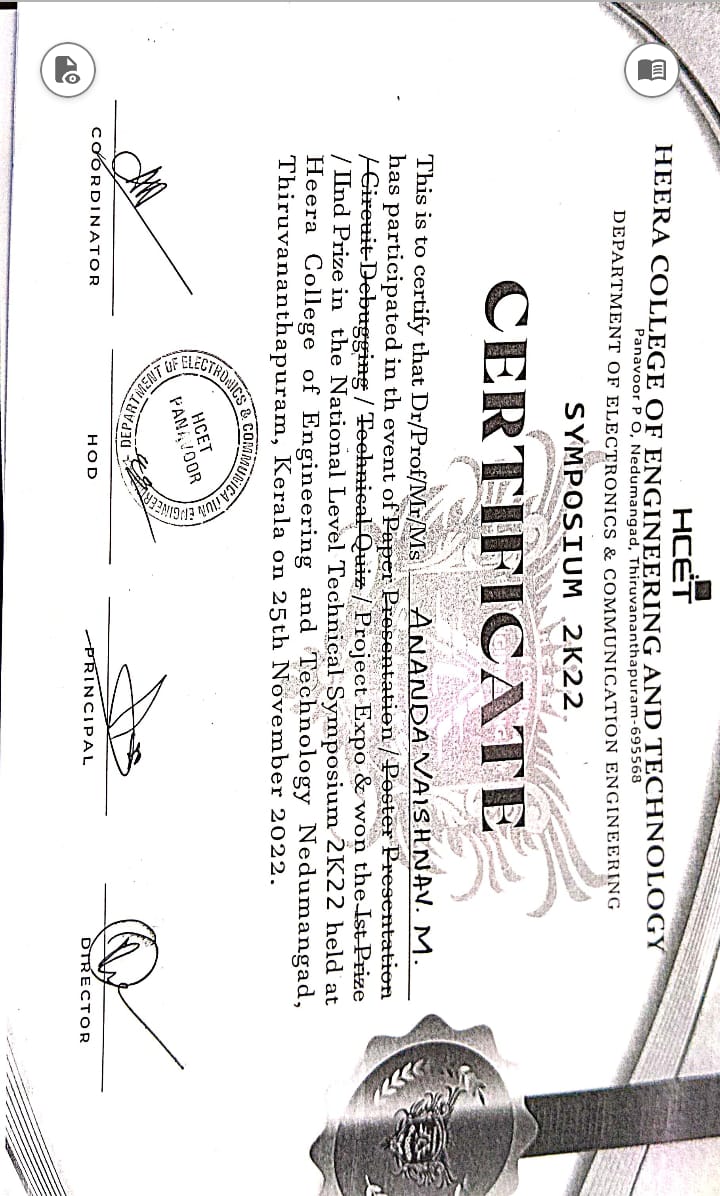 HCET
HEERA COLLEGE OF ENGINEERING AND TECHNOLOGY
Panavoor P O, Nedumangad, Thiruvananthapuram-695568
DEPARTMENT OF ELECTRONICS & COMMUNICATION ENGINEERING
SYMPOSIUM 2K22
CERTIFICATE
This is to certify that Dr/Prof/Mr/Ms ANANDA VAISHNAV. M.
has participated in th event of Paper Presentation / Poster Presentation
/ Circuit Debugging / Technical Quiz / Project Expo & won the Ist Prize
/ IInd Prize in the National Level Technical Symposium 2K22 held at
Heera College of Engineering and Technology Nedumangad,
Thiruvananthapuram, Kerala on 25th November 2022.
DEPARTMENT OF ELECTRONICS & COMMUNICATION ENGINEER
HCET
PANAVOOR
COORDINATOR
HOD
PRINCIPAL
DIRECTOR